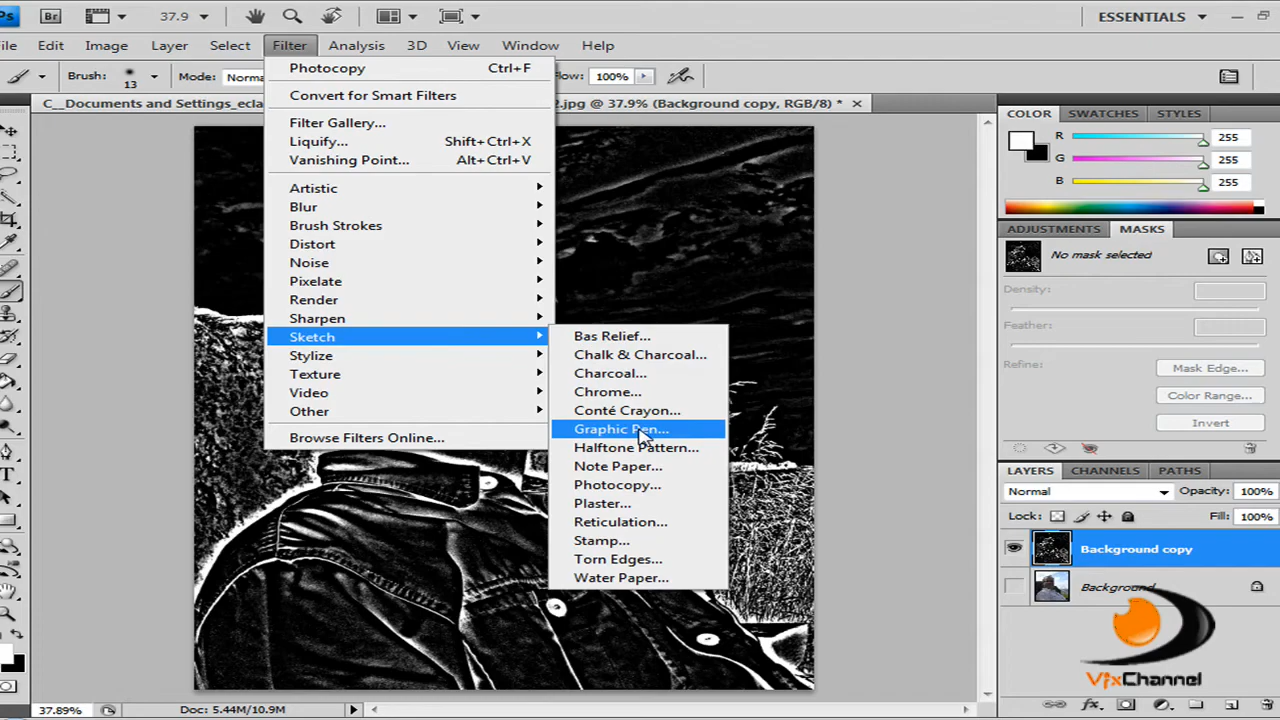 Ps Br 37.9 ESSENTIALS
File Edit Image Layer Select Filter Analysis 3D View Window Help
Brush: 13 Mode: Flow: 100%
C__Documents and Settings_ecla 2.jpg @ 37.9% (Background copy, RGB/8) *
Photocopy Ctrl+F
Convert for Smart Filters
Filter Gallery...
Liquify... Shift+Ctrl+X
Vanishing Point... Alt+Ctrl+V
Artistic
Blur
Brush Strokes
Distort
Noise
Pixelate
Render
Sharpen
Sketch
Stylize
Texture
Video
Other
Browse Filters Online...
Bas Relief...
Chalk & Charcoal...
Charcoal...
Chrome...
Conté Crayon...
Graphic Pen...
Halftone Pattern...
Note Paper...
Photocopy...
Plaster...
Reticulation...
Stamp...
Torn Edges...
Water Paper...
COLOR SWATCHES STYLES
R 255
G 255
B 255
ADJUSTMENTS MASKS
No mask selected
Density:
Feather:
Refine: Mask Edge...
Color Range...
Invert
LAYERS CHANNELS PATHS
Normal Opacity: 100%
Lock: Fill: 100%
Background copy
Background
VfxChannel
37.89% Doc: 5.44M/10.9M